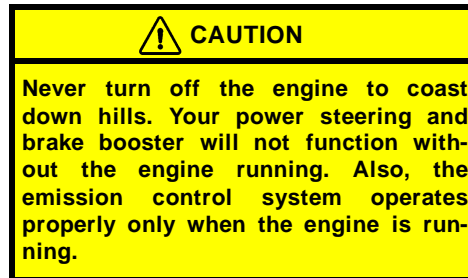 CAUTION
Never turn off the engine to coast
down hills. Your power steering and
brake booster will not function with-
out the engine running. Also, the
emission control system operates
properly only when the engine is run-
ning.